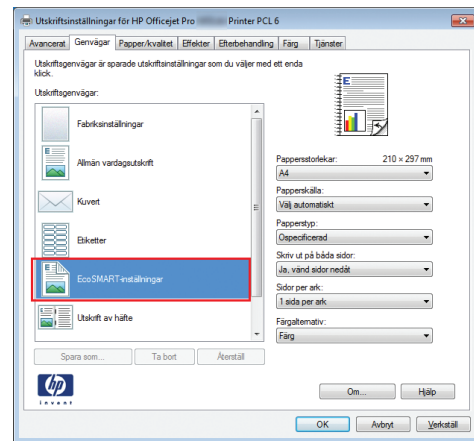 Utskriftsinställningar för HP Officejet Pro Printer PCL 6
Avancerat Genvägar Papper/kvalitet Effekter Efterbehandling Färg Tjänster
Utskriftsgenvägar är sparade utskriftsinställningar som du väljer med ett enda
klick.
Utskriftsgenvägar:
Fabriksinställningar
Allmän vardagsutskrift
Kuvert
Etiketter
EcoSMART-inställningar
Utskrift av häfte
Spara som... Ta bort Återställ
Pappersstorlekar: 210 × 297 mm
A4
Papperskälla:
Välj automatiskt
Papperstyp:
Ospecificerad
Skriv ut på båda sidor:
Ja, vänd sidor nedåt
Sidor per ark:
1 sida per ark
Färgalternativ:
Färg
hp
invent
Om... Hjälp
OK Avbryt Verkställ